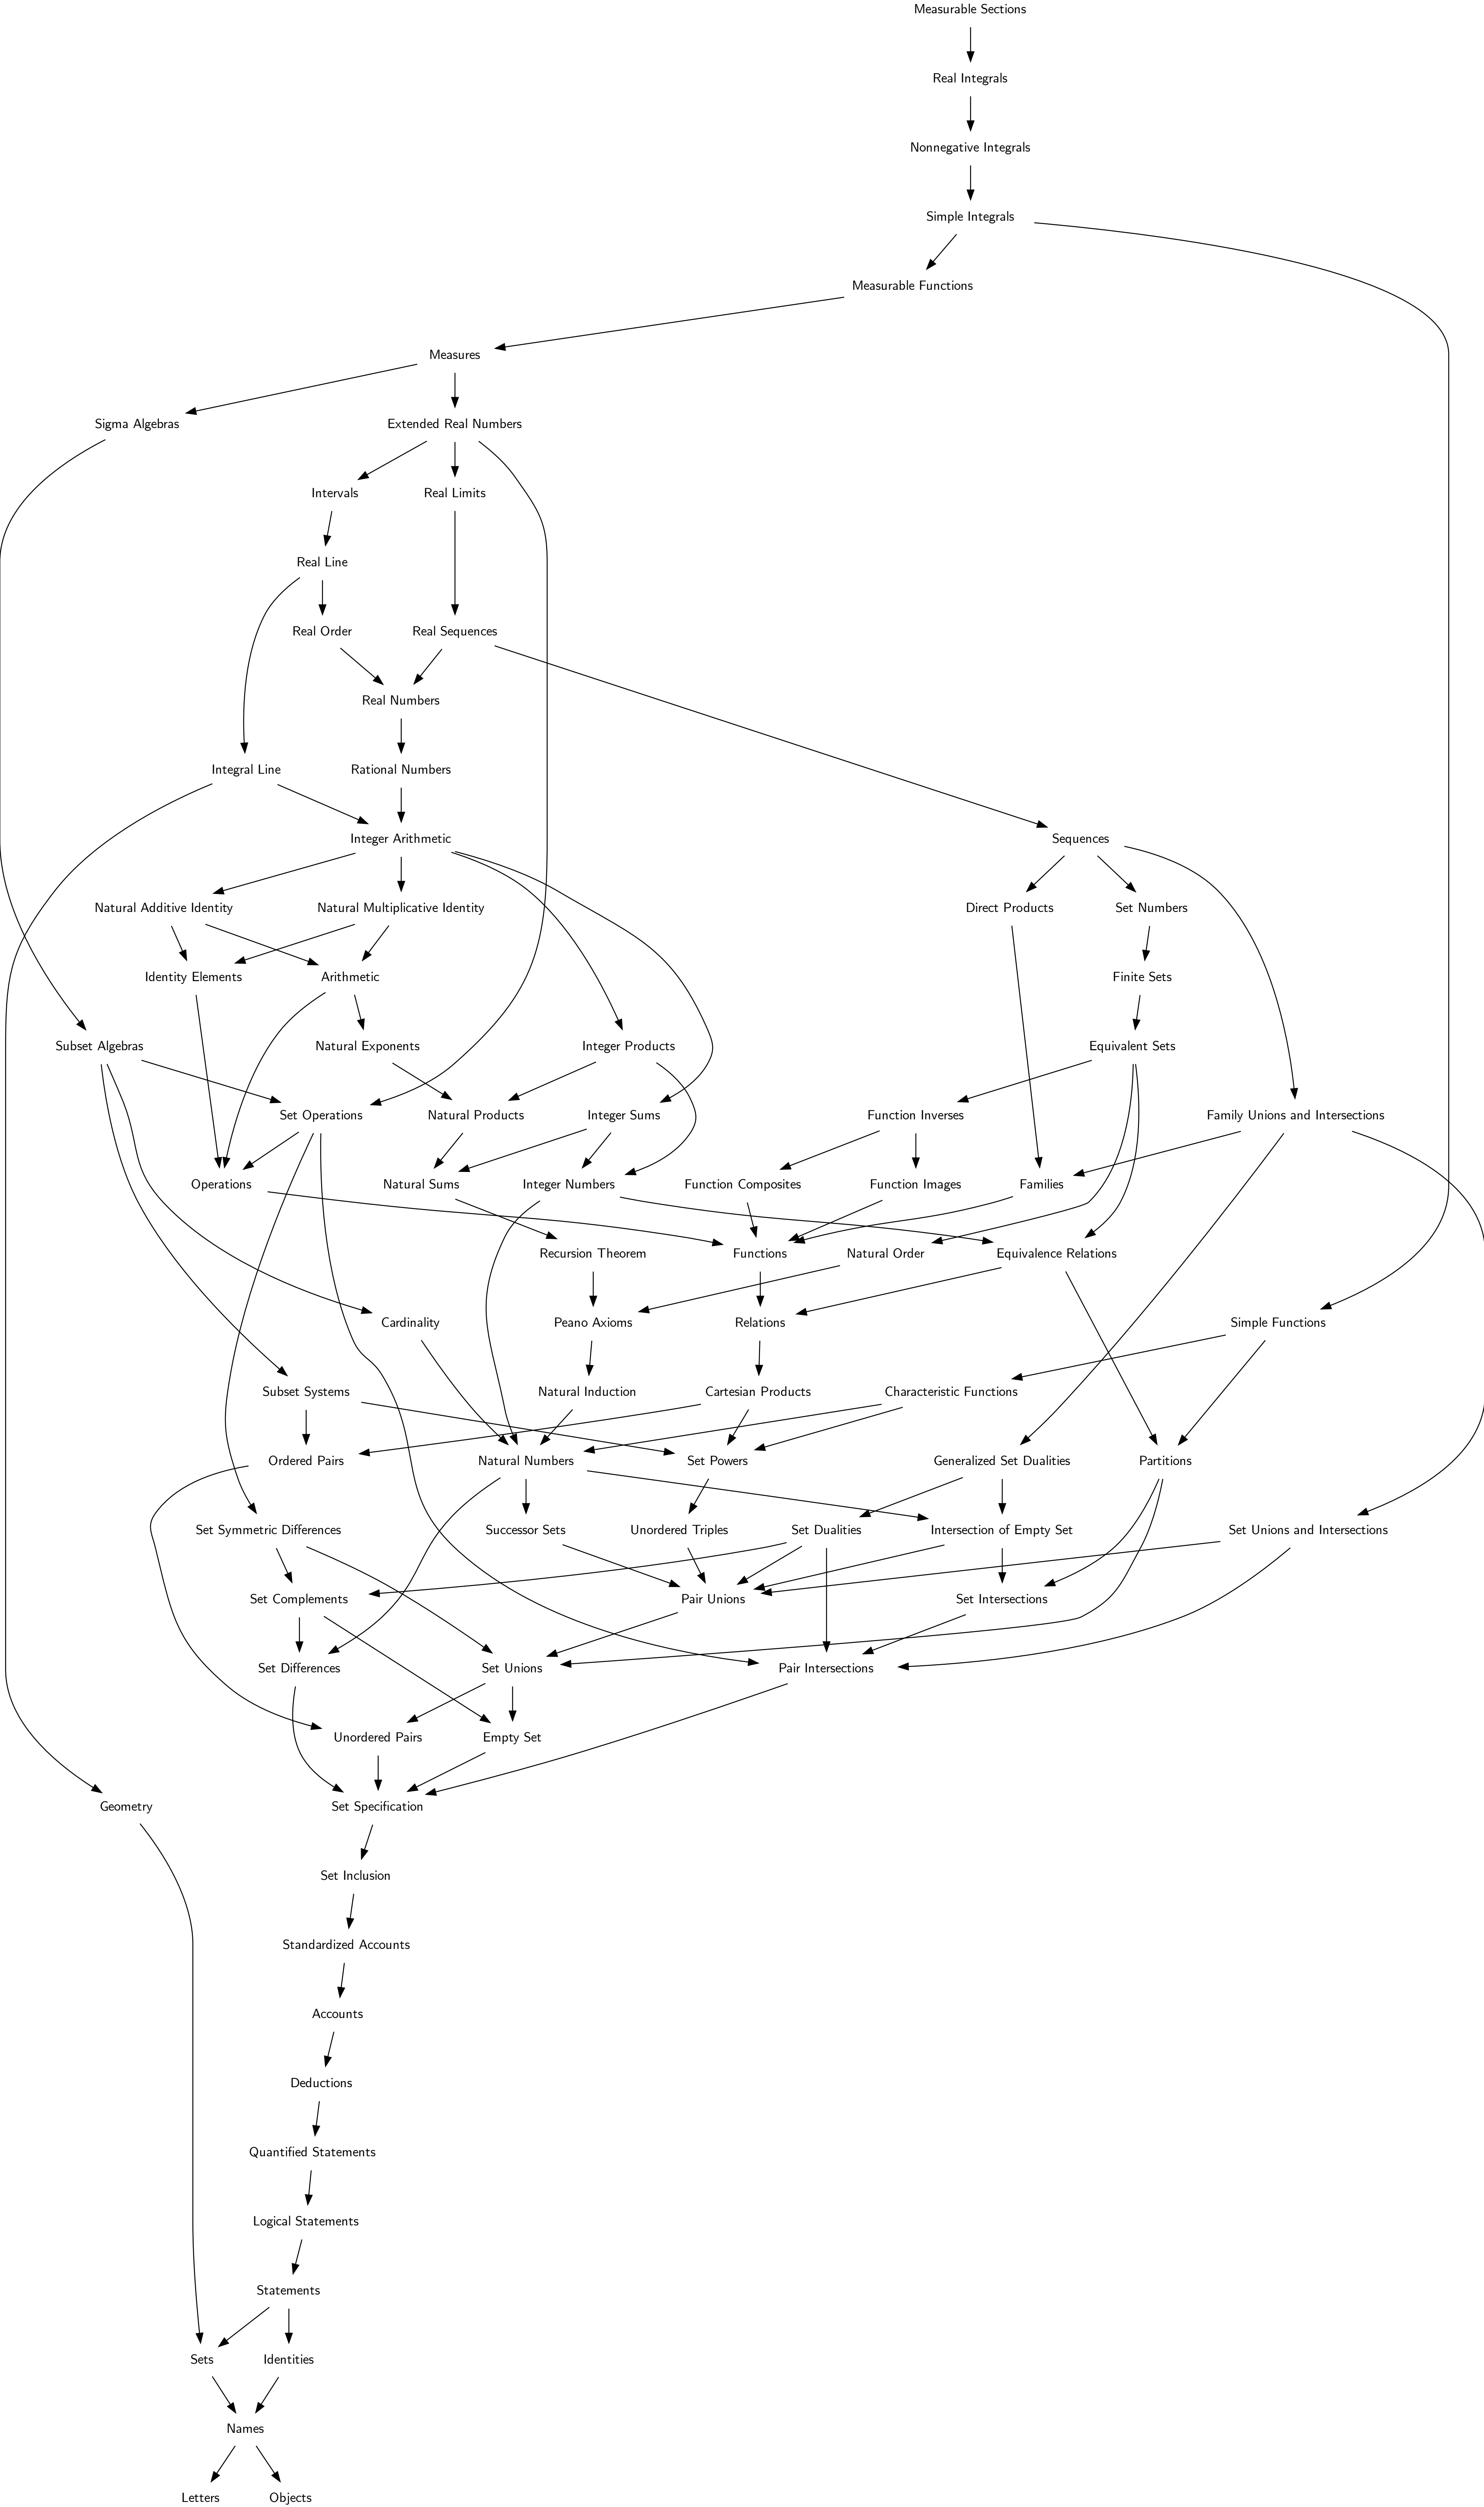 Measurable Sections
Real Integrals
Nonnegative Integrals
Simple Integrals
Measurable Functions
Measures
Sigma Algebras
Extended Real Numbers
Intervals
Real Limits
Real Line
Real Order
Real Sequences
Real Numbers
Integral Line
Rational Numbers
Integer Arithmetic
Sequences
Natural Additive Identity
Natural Multiplicative Identity
Direct Products
Set Numbers
Identity Elements
Arithmetic
Finite Sets
Subset Algebras
Natural Exponents
Integer Products
Equivalent Sets
Set Operations
Natural Products
Integer Sums
Function Inverses
Family Unions and Intersections
Operations
Natural Sums
Integer Numbers
Function Composites
Function Images
Families
Recursion Theorem
Functions
Natural Order
Equivalence Relations
Cardinality
Peano Axioms
Relations
Simple Functions
Subset Systems
Natural Induction
Cartesian Products
Characteristic Functions
Ordered Pairs
Natural Numbers
Set Powers
Generalized Set Dualities
Partitions
Set Symmetric Differences
Successor Sets
Unordered Triples
Set Dualities
Intersection of Empty Set
Set Unions and Intersections
Set Complements
Pair Unions
Set Intersections
Set Differences
Set Unions
Pair Intersections
Unordered Pairs
Empty Set
Geometry
Set Specification
Set Inclusion
Standardized Accounts
Accounts
Deductions
Quantified Statements
Logical Statements
Statements
Sets
Identities
Names
Letters
Objects